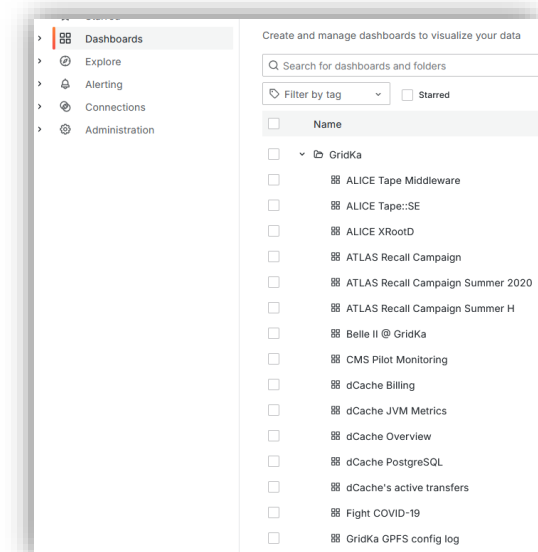 Dashboards
Explore
Alerting
Connections
Administration
Create and manage dashboards to visualize your data
Search for dashboards and folders
Filter by tag
Starred
Name
GridKa
ALICE Tape Middleware
ALICE Tape::SE
ALICE XRootD
ATLAS Recall Campaign
ATLAS Recall Campaign Summer 2020
ATLAS Recall Campaign Summer H
Belle II @ GridKa
CMS Pilot Monitoring
dCache Billing
dCache JVM Metrics
dCache Overview
dCache PostgreSQL
dCache's active transfers
Fight COVID-19
GridKa GPFS config log